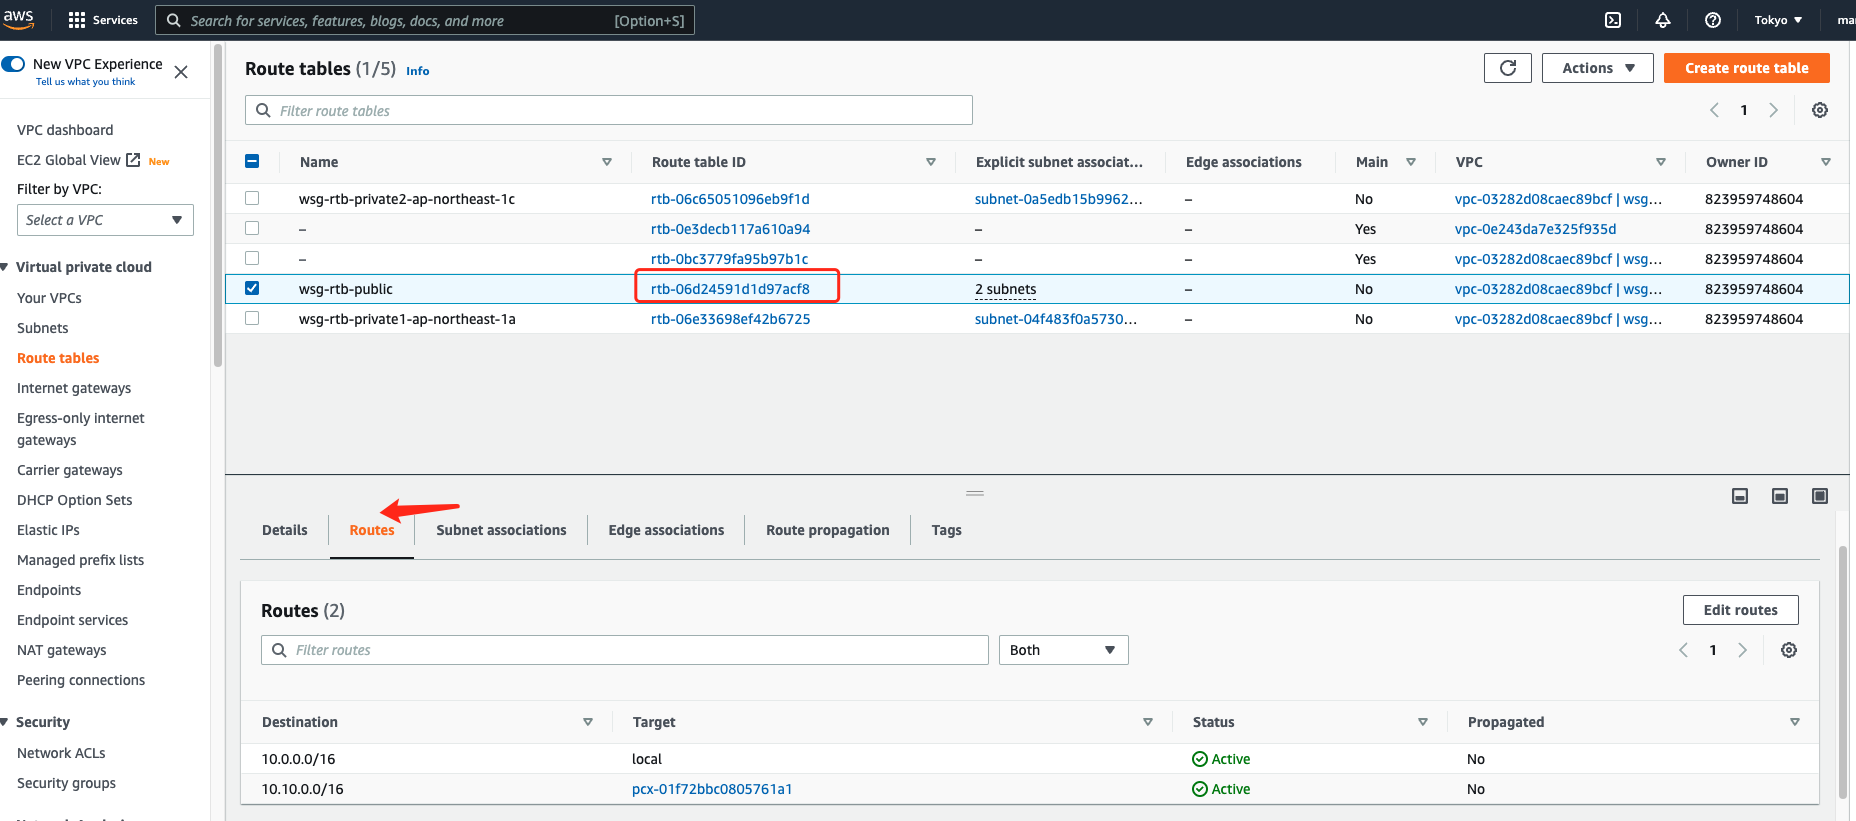 aws Services Search for services, features, blogs, docs, and more [Option+S] Tokyo
New VPC Experience
Tell us what you think
VPC dashboard
EC2 Global View New
Filter by VPC:
Select a VPC
Virtual private cloud
Your VPCs
Subnets
Route tables
Internet gateways
Egress-only internet
gateways
Carrier gateways
DHCP Option Sets
Elastic IPs
Managed prefix lists
Endpoints
Endpoint services
NAT gateways
Peering connections
Security
Network ACLs
Security groups
Route tables (1/5) Info
Actions Create route table
Filter route tables
1
Name Route table ID Explicit subnet associat... Edge associations Main VPC Owner ID
wsg-rtb-private2-ap-northeast-1c rtb-06c65051096eb9f1d subnet-0a5edb15b9962... – No vpc-03282d08caec89bcf | wsg... 823959748604
– rtb-0e3decb117a610a94 – – Yes vpc-0e243da7e325f935d 823959748604
– rtb-0bc3779fa95b97b1c – – Yes vpc-03282d08caec89bcf | wsg... 823959748604
wsg-rtb-public rtb-06d24591d1d97acf8 2 subnets – No vpc-03282d08caec89bcf | wsg... 823959748604
wsg-rtb-private1-ap-northeast-1a rtb-06e33698ef42b6725 subnet-04f483f0a5730... – No vpc-03282d08caec89bcf | wsg... 823959748604
Details Routes Subnet associations Edge associations Route propagation Tags
Routes (2)
Edit routes
Filter routes Both
1
Destination Target Status Propagated
10.0.0.0/16 local Active No
10.10.0.0/16 pcx-01f72bbc0805761a1 Active No